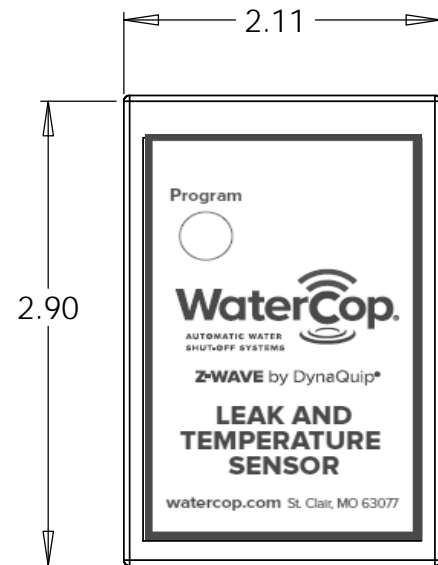 2.11
2.90
Program
WaterCop®
AUTOMATIC WATER
SHUT-OFF SYSTEMS
Z-WAVE by DynaQuip®
LEAK AND
TEMPERATURE
SENSOR
watercop.com St. Clair, MO 63077